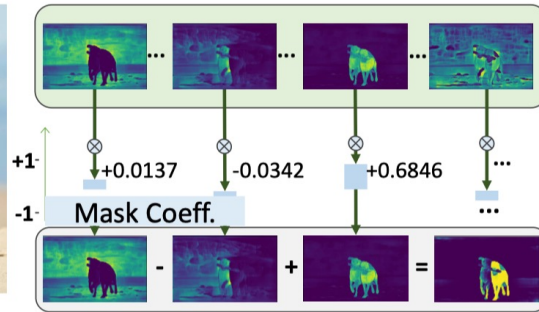 ... ... ...
+1 +0.0137 -0.0342 +0.6846 ...
-1 Mask Coeff. ...
- + =